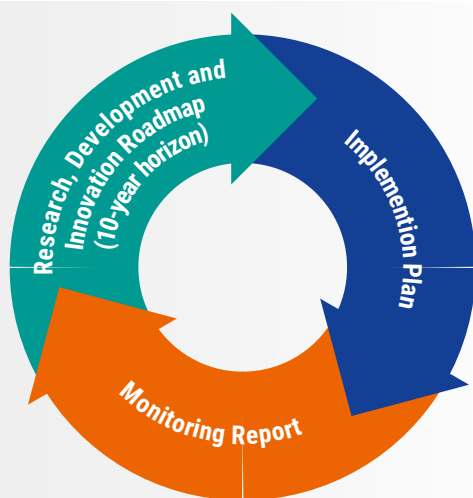 Research, Development and
Innovation Roadmap
(10-year horizon)
Implemention Plan
Monitoring Report